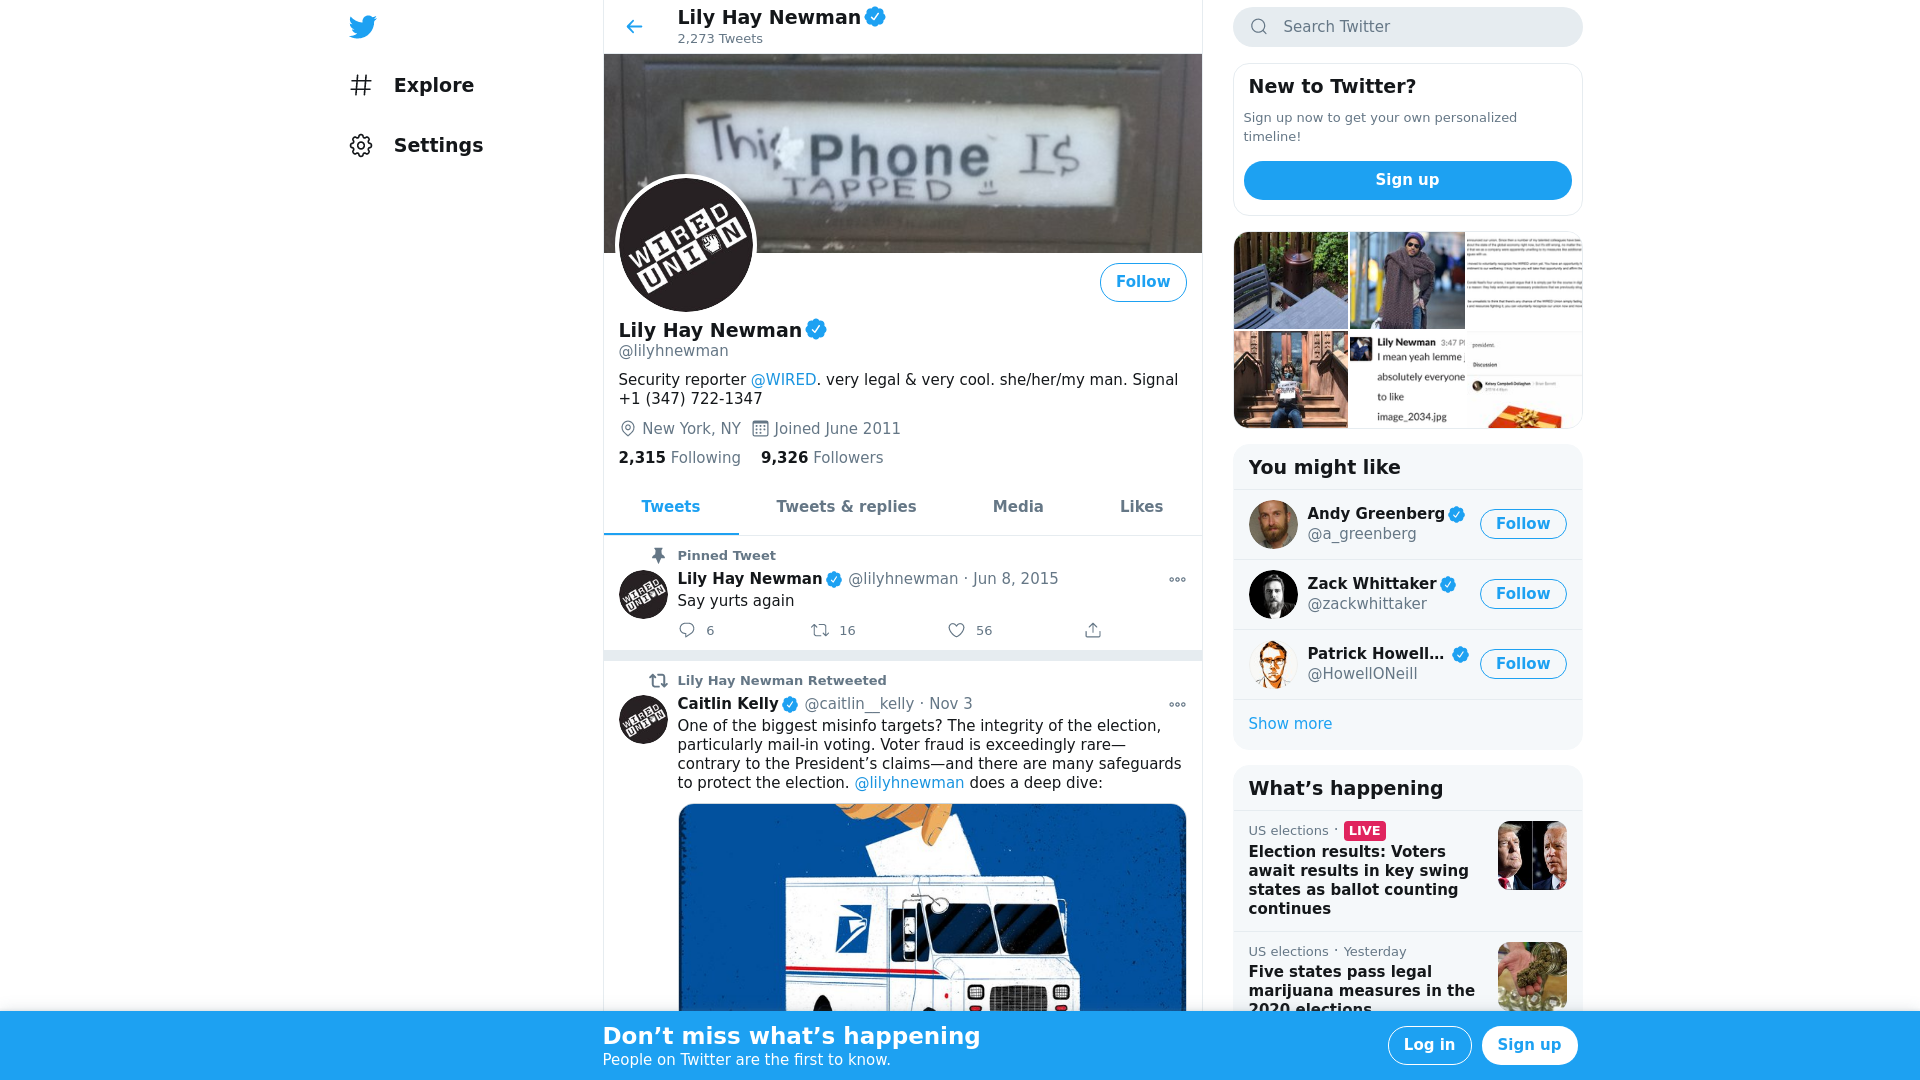 Explore
Settings
Lily Hay Newman
2,273 Tweets
This Phone Is
TAPPED
WIRED
UNION
Follow
Lily Hay Newman
@lilyhnewman
Security reporter @WIRED. very legal & very cool. she/her/my man. Signal
+1 (347) 722-1347
New York, NY Joined June 2011
2,315 Following 9,326 Followers
Tweets Tweets & replies Media Likes
Pinned Tweet
WIRED
UNION
Lily Hay Newman @lilyhnewman · Jun 8, 2015
Say yurts again
6 16 56
Lily Hay Newman Retweeted
WIRED
UNION
Caitlin Kelly @caitlin__kelly · Nov 3
One of the biggest misinfo targets? The integrity of the election,
particularly mail-in voting. Voter fraud is exceedingly rare—
contrary to the President’s claims—and there are many safeguards
to protect the election. @lilyhnewman does a deep dive:
Search Twitter
New to Twitter?
Sign up now to get your own personalized
timeline!
Sign up
Lily Newman 3:47
I mean yeah lemme
absolutely everyone
to like
image_2034.jpg
president.
Discussion
You might like
Andy Greenberg
@a_greenberg
Follow
Zack Whittaker
@zackwhittaker
Follow
Patrick Howell...
@HowellONeill
Follow
Show more
What’s happening
US elections · LIVE
Election results: Voters
await results in key swing
states as ballot counting
continues
US elections · Yesterday
Five states pass legal
marijuana measures in the
2020 elections
Don’t miss what’s happening
People on Twitter are the first to know.
Log in Sign up